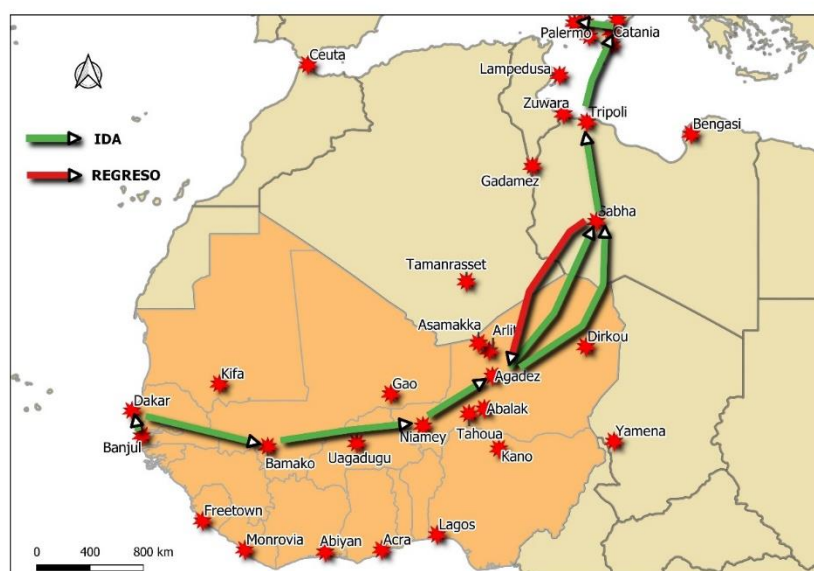 Palermo
Catania
Ceuta
Lampedusa
Zuwara
Tripoli
Bengasi
IDA
REGRESO
Gadamez
Sabha
Tamanrasset
Asamakka
Arlit
Dirkou
Kifa
Gao
Agadez
Dakar
Abalak
Banjul
Niamey
Tahoua
Yamena
Bamako
Uagadugu
Kano
Freetown
Lagos
Monrovia
Abiyan
Acra
0 400 800 km